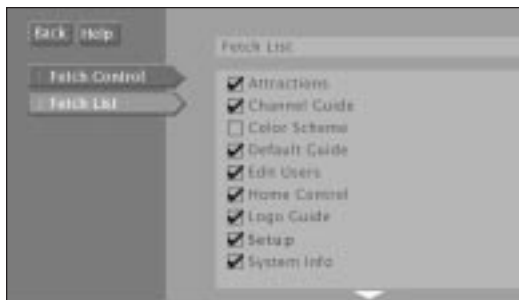 Back Help
Fetch Control
Fetch List
Fetch List
Attractions
Channel Guide
Color Scheme
Default Guide
Edit Users
Home Control
Logo Guide
Setup
System Info